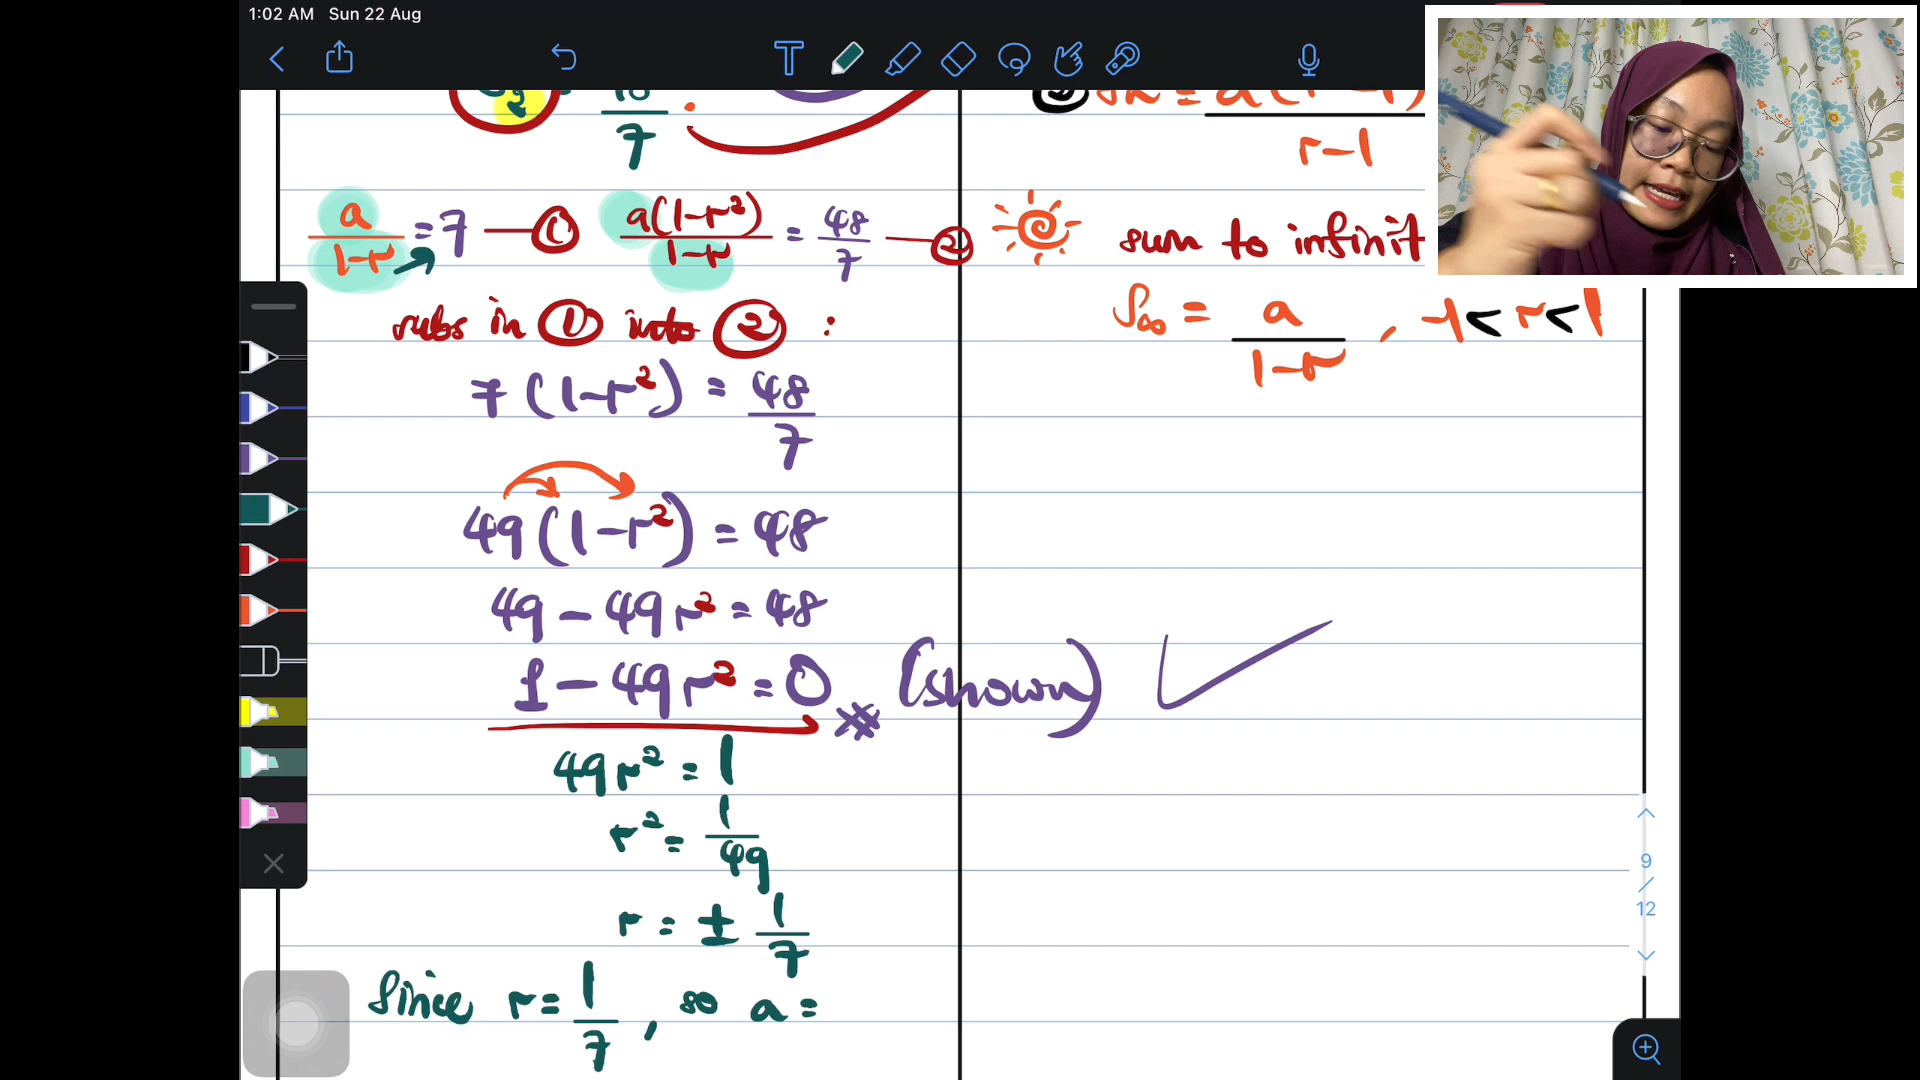 1:02 AM Sun 22 Aug
7
r-1
a/1-r = 7 — ① a(1-r²)/1-r = 48/7 — ②
subs in ① into ② :
7(1-r²) = 48/7
49(1-r²) = 48
49 - 49r² = 48
1 - 49r² = 0 (shown)
49r² = 1
r² = 1/49
r = ± 1/7
Since r = 1/7 , so a =
sum to infinit
S∞ = a/1-r , -1<r<1
9
/
12